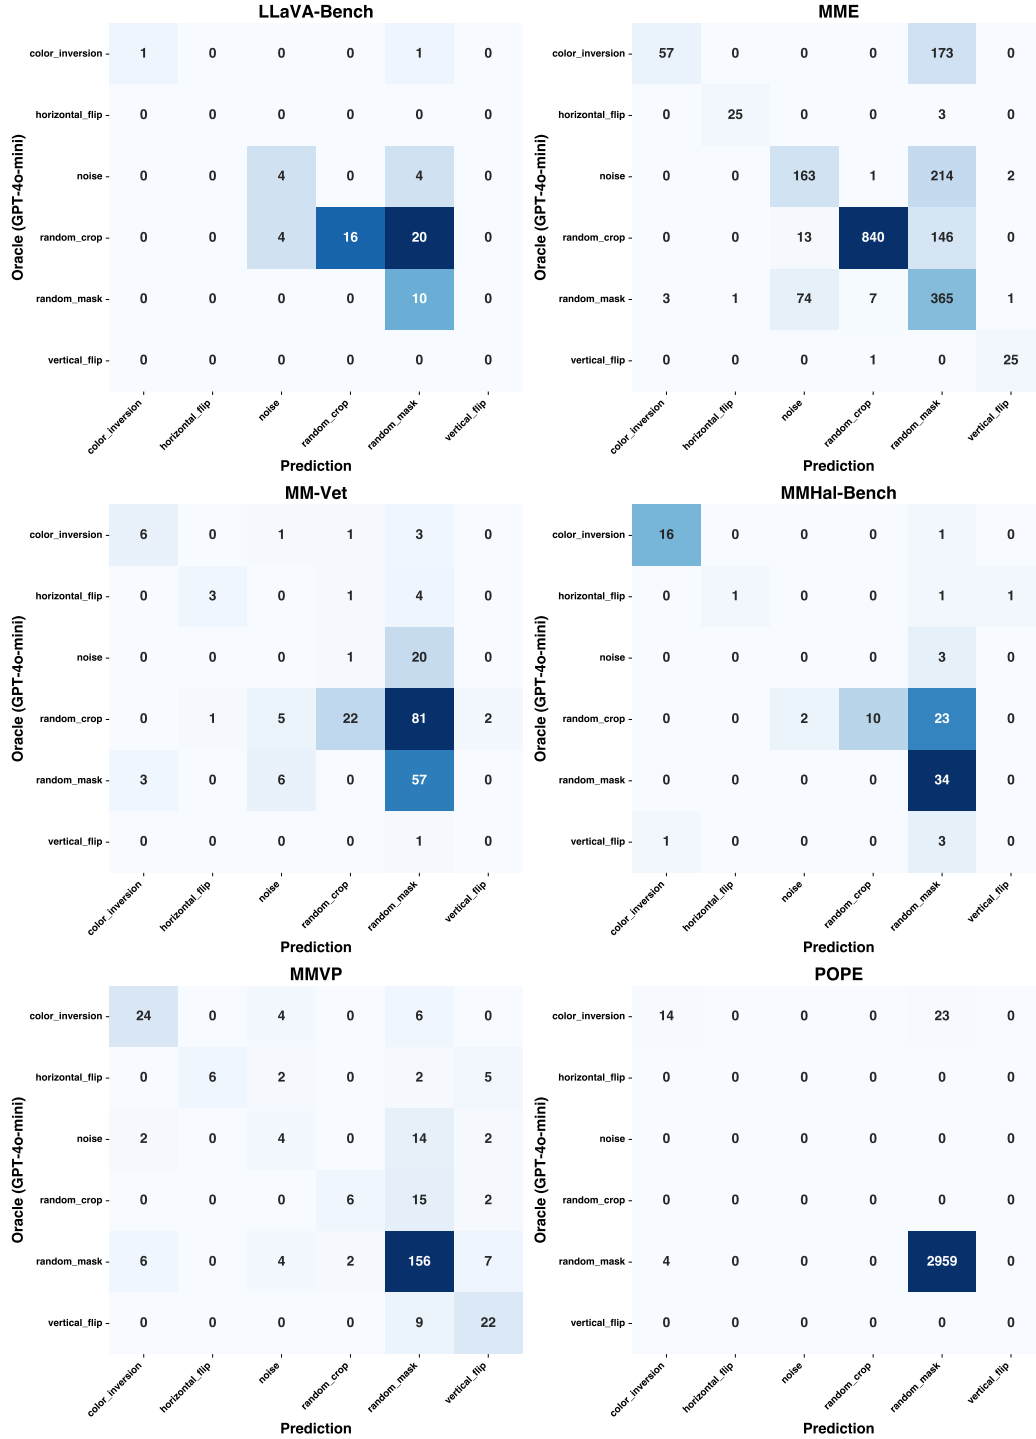 LLaVA-Bench
Oracle (GPT-4o-mini)
color_inversion 1 0 0 0 1 0
horizontal_flip 0 0 0 0 0 0
noise 0 0 4 0 4 0
random_crop 0 0 4 16 20 0
random_mask 0 0 0 0 10 0
vertical_flip 0 0 0 0 0 0
color_inversion horizontal_flip noise random_crop random_mask vertical_flip
Prediction
MME
Oracle (GPT-4o-mini)
color_inversion 57 0 0 0 173 0
horizontal_flip 0 25 0 0 3 0
noise 0 0 163 1 214 2
random_crop 0 0 13 840 146 0
random_mask 3 1 74 7 365 1
vertical_flip 0 0 0 1 0 25
color_inversion horizontal_flip noise random_crop random_mask vertical_flip
Prediction
MM-Vet
Oracle (GPT-4o-mini)
color_inversion 6 0 1 1 3 0
horizontal_flip 0 3 0 1 4 0
noise 0 0 0 1 20 0
random_crop 0 1 5 22 81 2
random_mask 3 0 6 0 57 0
vertical_flip 0 0 0 0 1 0
color_inversion horizontal_flip noise random_crop random_mask vertical_flip
Prediction
MMHal-Bench
Oracle (GPT-4o-mini)
color_inversion 16 0 0 0 1 0
horizontal_flip 0 1 0 0 1 1
noise 0 0 0 0 3 0
random_crop 0 0 2 10 23 0
random_mask 0 0 0 0 34 0
vertical_flip 1 0 0 0 3 0
color_inversion horizontal_flip noise random_crop random_mask vertical_flip
Prediction
MMVP
Oracle (GPT-4o-mini)
color_inversion 24 0 4 0 6 0
horizontal_flip 0 6 2 0 2 5
noise 2 0 4 0 14 2
random_crop 0 0 0 6 15 2
random_mask 6 0 4 2 156 7
vertical_flip 0 0 0 0 9 22
color_inversion horizontal_flip noise random_crop random_mask vertical_flip
Prediction
POPE
Oracle (GPT-4o-mini)
color_inversion 14 0 0 0 23 0
horizontal_flip 0 0 0 0 0 0
noise 0 0 0 0 0 0
random_crop 0 0 0 0 0 0
random_mask 4 0 0 0 2959 0
vertical_flip 0 0 0 0 0 0
color_inversion horizontal_flip noise random_crop random_mask vertical_flip
Prediction